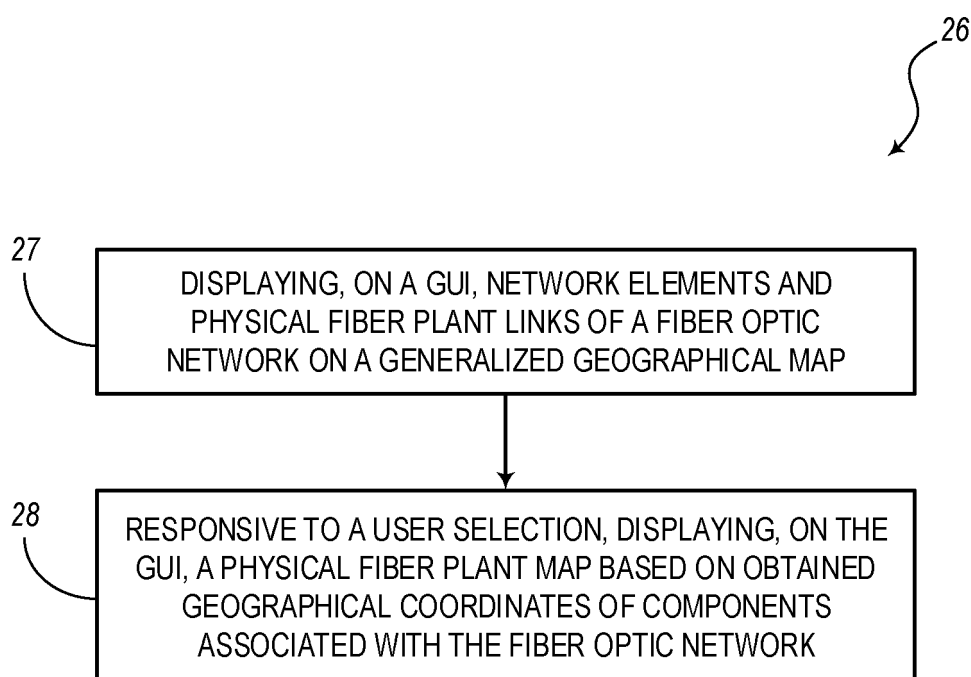 26
27
DISPLAYING, ON A GUI, NETWORK ELEMENTS AND
PHYSICAL FIBER PLANT LINKS OF A FIBER OPTIC
NETWORK ON A GENERALIZED GEOGRAPHICAL MAP
28
RESPONSIVE TO A USER SELECTION, DISPLAYING, ON THE
GUI, A PHYSICAL FIBER PLANT MAP BASED ON OBTAINED
GEOGRAPHICAL COORDINATES OF COMPONENTS
ASSOCIATED WITH THE FIBER OPTIC NETWORK